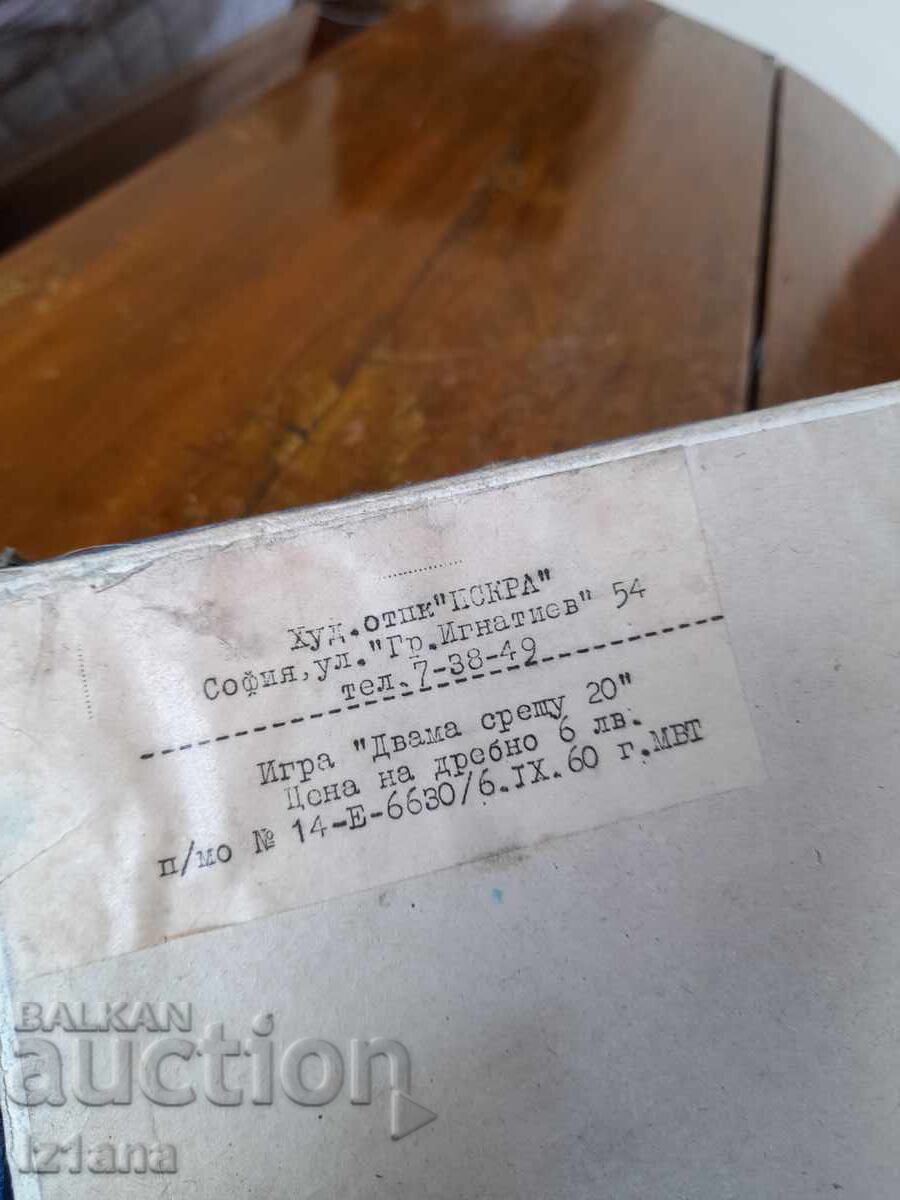 Худ.отпк"ИСКРА"
София,ул."Гр.Игнатиев" 54
тел.7-38-49
Игра "Двама срещу 20"
Цена на дребно 6 лв.
п/мо № 14-Е-6630/6.IX.60 г.МВТ
BALKAN
auction
iz1ana